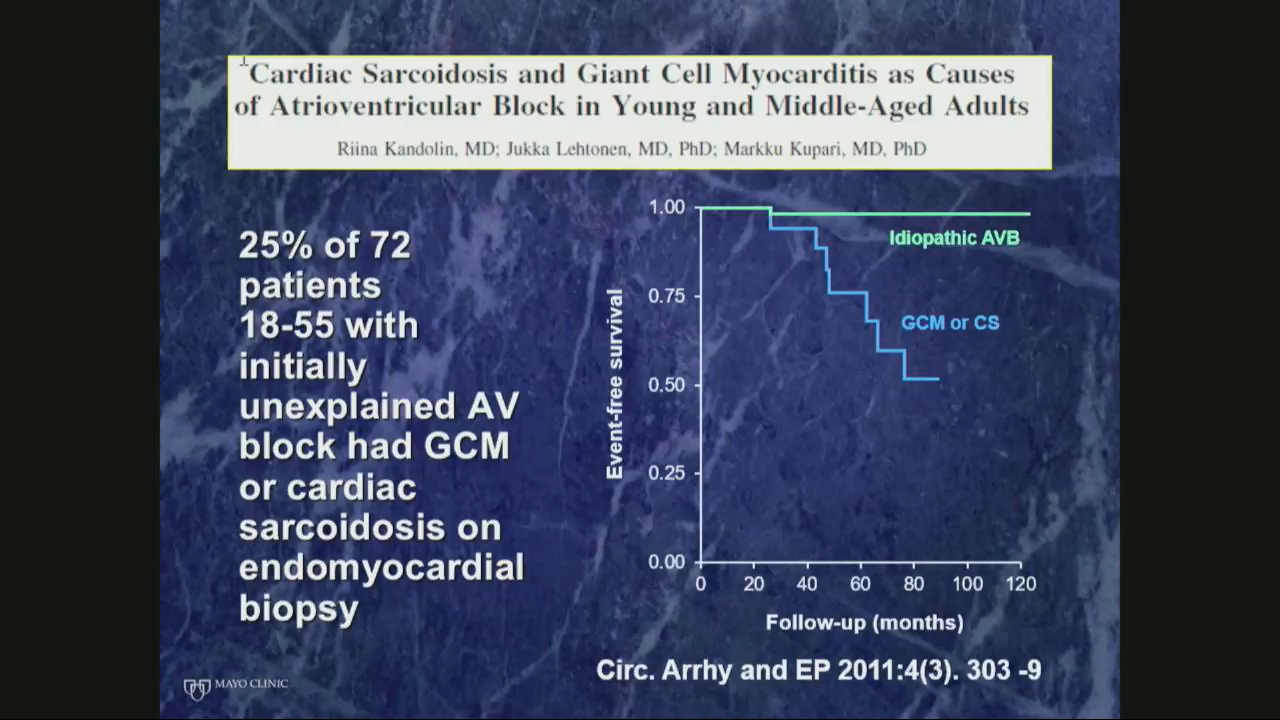 Cardiac Sarcoidosis and Giant Cell Myocarditis as Causes
of Atrioventricular Block in Young and Middle-Aged Adults
Riina Kandolin, MD; Jukka Lehtonen, MD, PhD; Markku Kupari, MD, PhD
25% of 72
patients
18-55 with
initially
unexplained AV
block had GCM
or cardiac
sarcoidosis on
endomyocardial
biopsy
Event-free survival
1.00
0.75
0.50
0.25
0.00
Idiopathic AVB
GCM or CS
0 20 40 60 80 100 120
Follow-up (months)
Circ. Arrhy and EP 2011:4(3). 303 -9
MAYO CLINIC